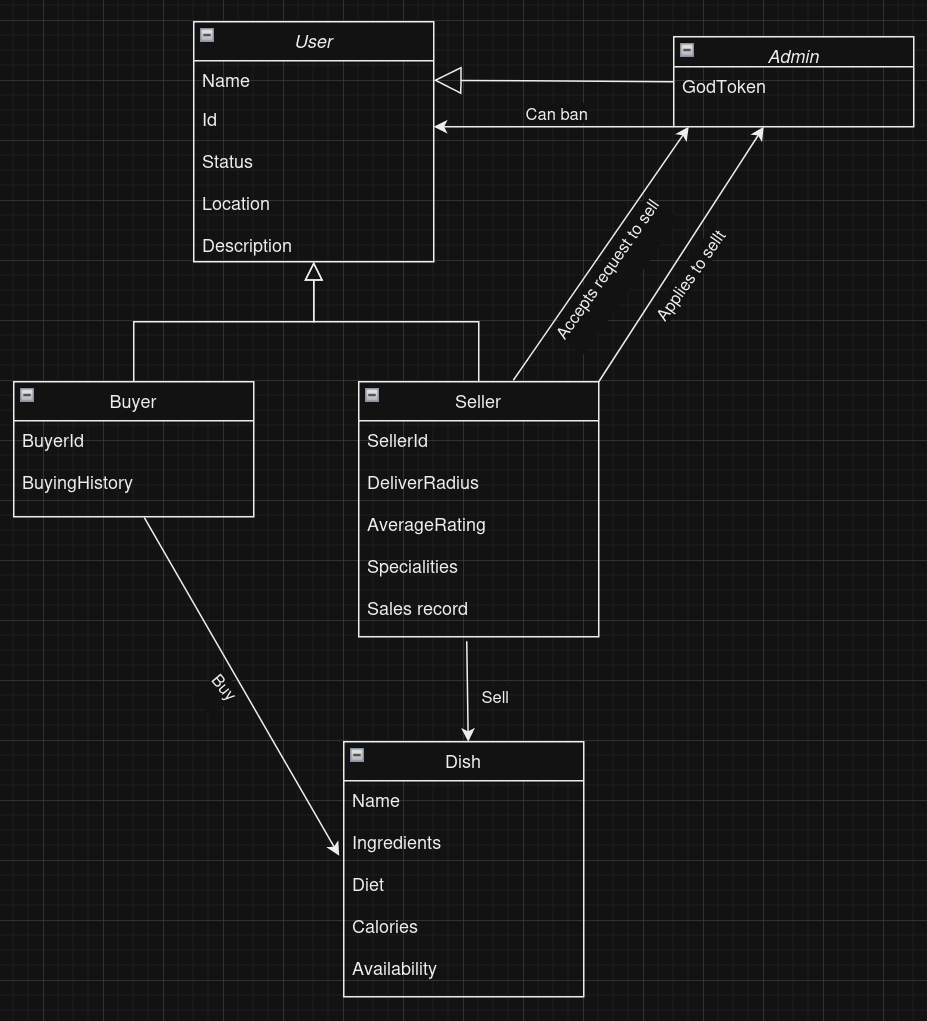 User
Name
Id
Status
Location
Description
Admin
GodToken
Can ban
Accepts request to sell
Applies to sellt
Buyer
BuyerId
BuyingHistory
Seller
SellerId
DeliverRadius
AverageRating
Specialities
Sales record
Buy
Sell
Dish
Name
Ingredients
Diet
Calories
Availability